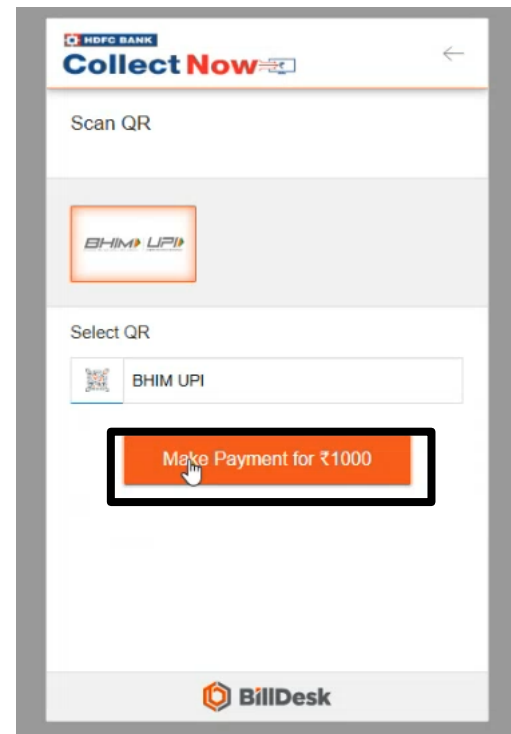 HDFC BANK
Collect Now
Scan QR
BHIM UPI
Select QR
BHIM UPI
Make Payment for ₹1000
BillDesk